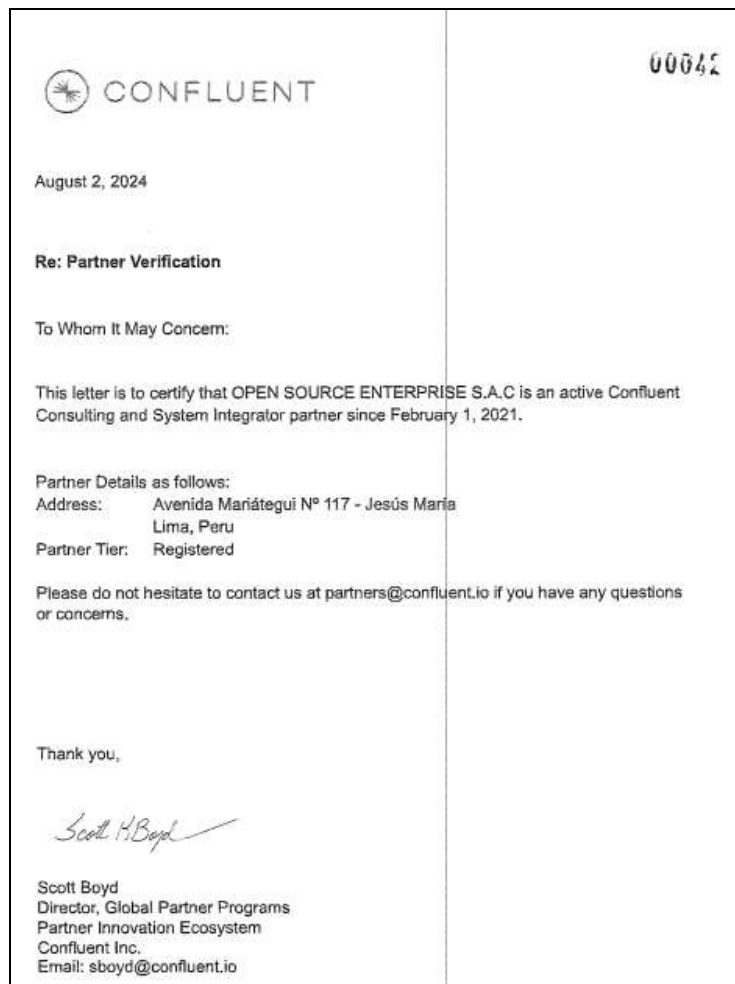 CONFLUENT
August 2, 2024
Re: Partner Verification
To Whom It May Concern:
This letter is to certify that OPEN SOURCE ENTERPRISE S.A.C is an active Confluent
Consulting and System Integrator partner since February 1, 2021.
Partner Details as follows:
Address: Avenida Mariátegui Nº 117 - Jesús María
Lima, Peru
Partner Tier: Registered
Please do not hesitate to contact us at partners@confluent.io if you have any questions
or concerns.
Thank you,
Scott K Boyd
Scott Boyd
Director, Global Partner Programs
Partner Innovation Ecosystem
Confluent Inc.
Email: sboyd@confluent.io